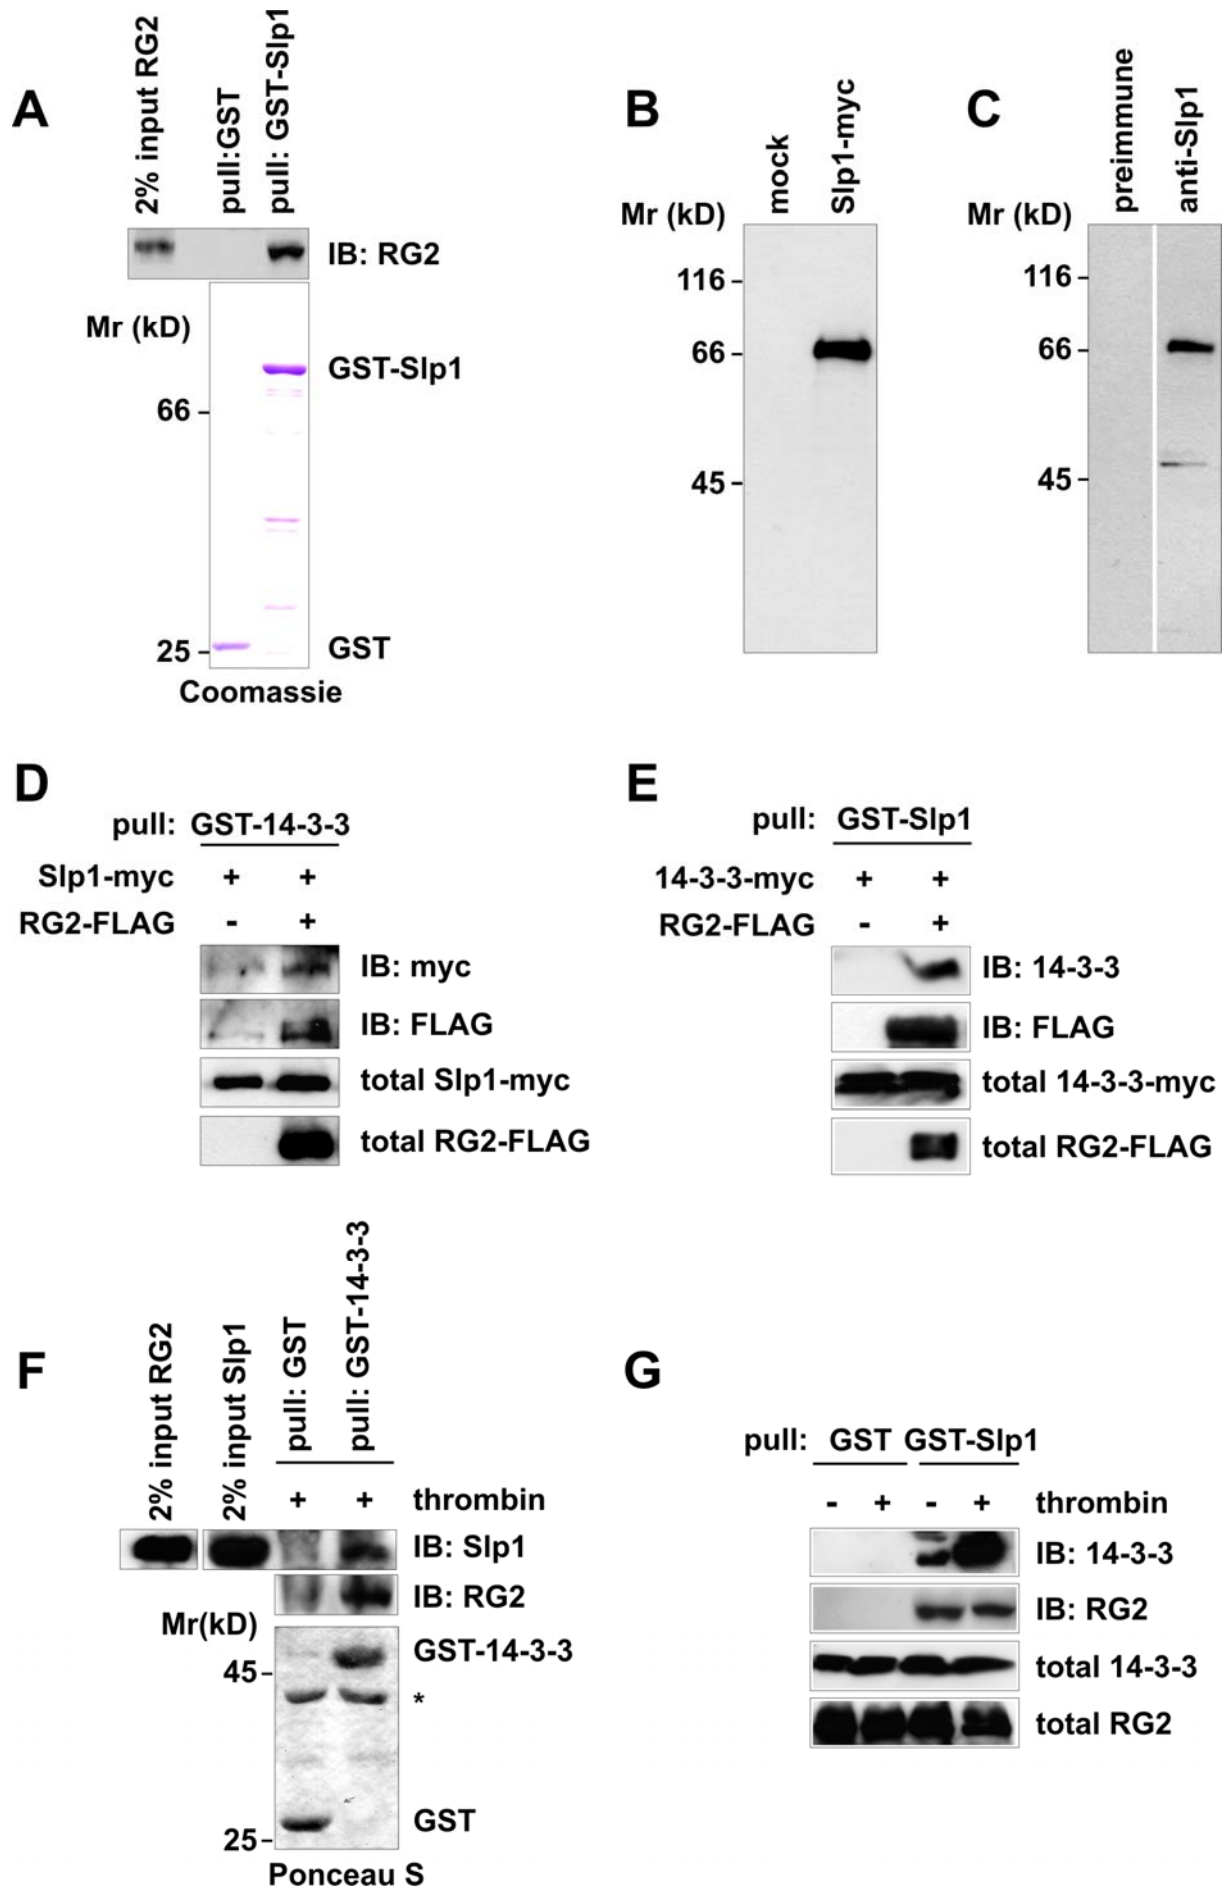 A
2% input RG2
pull:GST
pull: GST-Slp1
IB: RG2
Mr (kD)
GST-Slp1
66
25
GST
Coomassie
B
mock
Slp1-myc
Mr (kD)
116
66
45
C
preimmune
anti-Slp1
Mr (kD)
116
66
45
D
pull: GST-14-3-3
Slp1-myc + +
RG2-FLAG - +
IB: myc
IB: FLAG
total Slp1-myc
total RG2-FLAG
E
pull: GST-Slp1
14-3-3-myc + +
RG2-FLAG - +
IB: 14-3-3
IB: FLAG
total 14-3-3-myc
total RG2-FLAG
F
2% input RG2
2% input Slp1
pull: GST
pull: GST-14-3-3
+ + thrombin
IB: Slp1
IB: RG2
Mr(kD)
GST-14-3-3
45
*
GST
25
Ponceau S
G
pull: GST GST-Slp1
- + - + thrombin
IB: 14-3-3
IB: RG2
total 14-3-3
total RG2